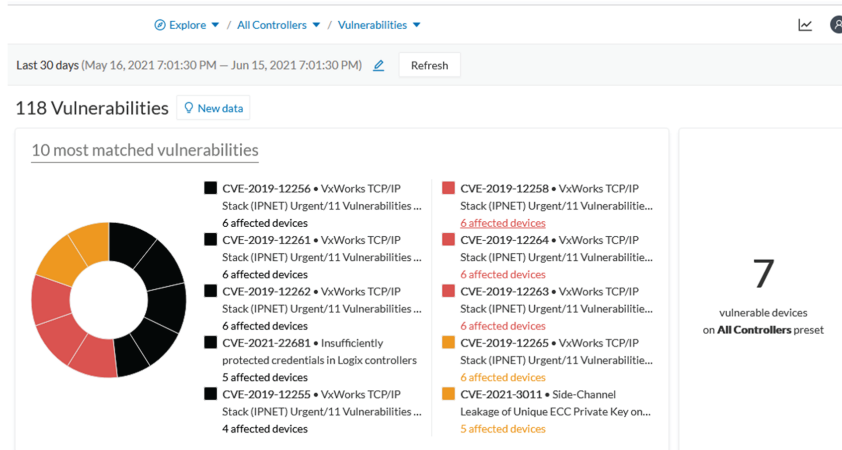 Explore / All Controllers / Vulnerabilities
Last 30 days (May 16, 2021 7:01:30 PM — Jun 15, 2021 7:01:30 PM) Refresh
118 Vulnerabilities New data
10 most matched vulnerabilities
CVE-2019-12256 • VxWorks TCP/IP
Stack (IPNET) Urgent/11 Vulnerabilities ...
6 affected devices
CVE-2019-12261 • VxWorks TCP/IP
Stack (IPNET) Urgent/11 Vulnerabilities ...
6 affected devices
CVE-2019-12262 • VxWorks TCP/IP
Stack (IPNET) Urgent/11 Vulnerabilities ...
6 affected devices
CVE-2021-22681 • Insufficiently
protected credentials in Logix controllers
5 affected devices
CVE-2019-12255 • VxWorks TCP/IP
Stack (IPNET) Urgent/11 Vulnerabilities ...
4 affected devices
CVE-2019-12258 • VxWorks TCP/IP
Stack (IPNET) Urgent/11 Vulnerabilitie...
6 affected devices
CVE-2019-12264 • VxWorks TCP/IP
Stack (IPNET) Urgent/11 Vulnerabilitie...
6 affected devices
CVE-2019-12263 • VxWorks TCP/IP
Stack (IPNET) Urgent/11 Vulnerabilitie...
6 affected devices
CVE-2019-12265 • VxWorks TCP/IP
Stack (IPNET) Urgent/11 Vulnerabilitie...
6 affected devices
CVE-2021-3011 • Side-Channel
Leakage of Unique ECC Private Key on...
5 affected devices
7
vulnerable devices
on All Controllers preset